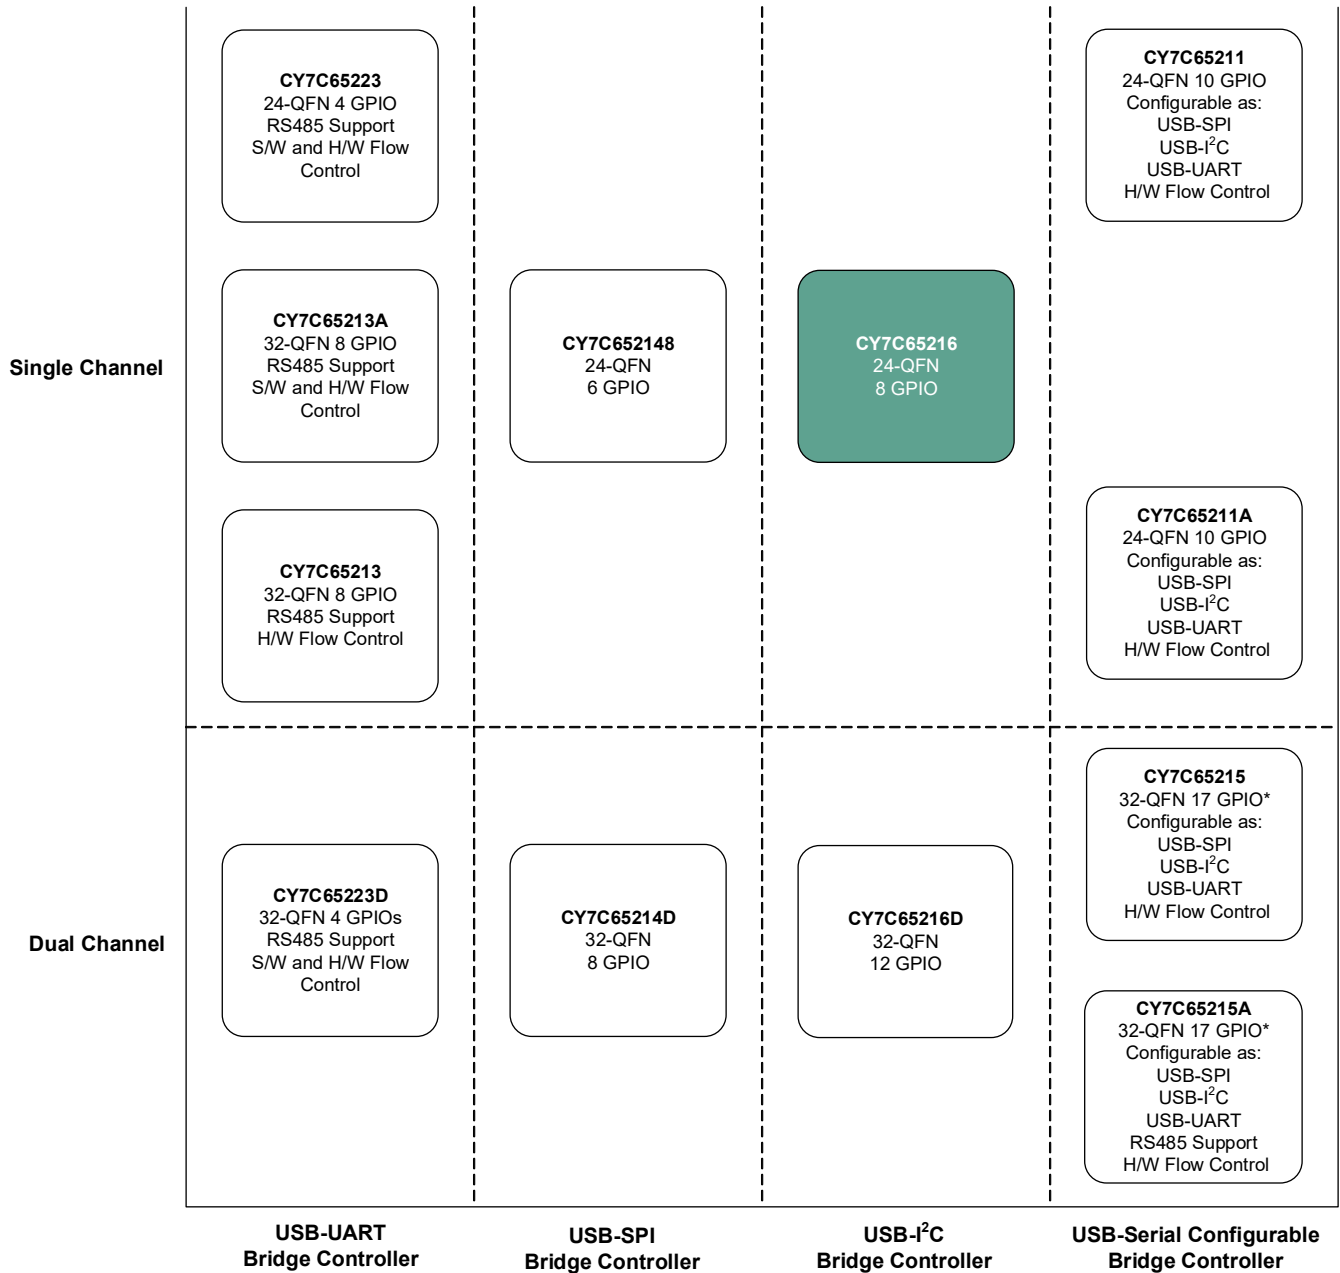 CY7C65223
24-QFN 4 GPIO
RS485 Support
S/W and H/W Flow
Control
CY7C65211
24-QFN 10 GPIO
Configurable as:
USB-SPI
USB-I²C
USB-UART
H/W Flow Control
Single Channel
CY7C65213A
32-QFN 8 GPIO
RS485 Support
S/W and H/W Flow
Control
CY7C652148
24-QFN
6 GPIO
CY7C65216
24-QFN
8 GPIO
CY7C65213
32-QFN 8 GPIO
RS485 Support
H/W Flow Control
CY7C65211A
24-QFN 10 GPIO
Configurable as:
USB-SPI
USB-I²C
USB-UART
H/W Flow Control
Dual Channel
CY7C65223D
32-QFN 4 GPIOs
RS485 Support
S/W and H/W Flow
Control
CY7C65214D
32-QFN
8 GPIO
CY7C65216D
32-QFN
12 GPIO
CY7C65215
32-QFN 17 GPIO*
Configurable as:
USB-SPI
USB-I²C
USB-UART
H/W Flow Control
CY7C65215A
32-QFN 17 GPIO*
Configurable as:
USB-SPI
USB-I²C
USB-UART
RS485 Support
H/W Flow Control
USB-UART
Bridge Controller
USB-SPI
Bridge Controller
USB-I²C
Bridge Controller
USB-Serial Configurable
Bridge Controller